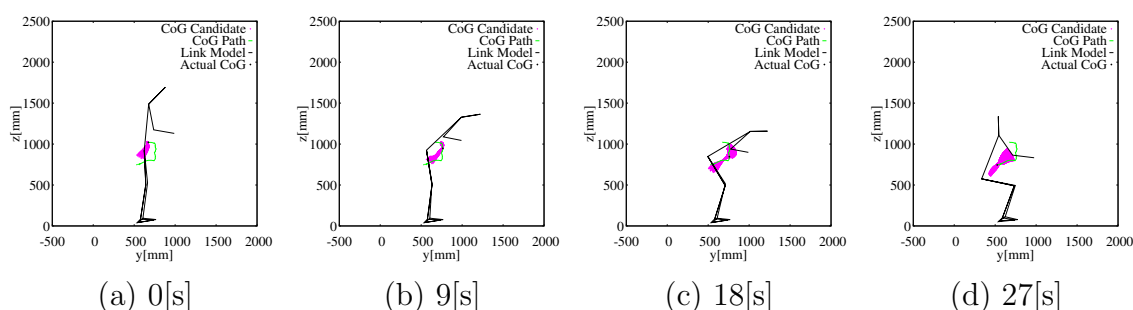 2500
2000
1500
1000
500
0
z[mm]
-500 0 500 1000 1500 2000
y[mm]
CoG Candidate
CoG Path
Link Model
Actual CoG
(a) 0[s]
2500
2000
1500
1000
500
0
z[mm]
-500 0 500 1000 1500 2000
y[mm]
CoG Candidate
CoG Path
Link Model
Actual CoG
(b) 9[s]
2500
2000
1500
1000
500
0
z[mm]
-500 0 500 1000 1500 2000
y[mm]
CoG Candidate
CoG Path
Link Model
Actual CoG
(c) 18[s]
2500
2000
1500
1000
500
0
z[mm]
-500 0 500 1000 1500 2000
y[mm]
CoG Candidate
CoG Path
Link Model
Actual CoG
(d) 27[s]